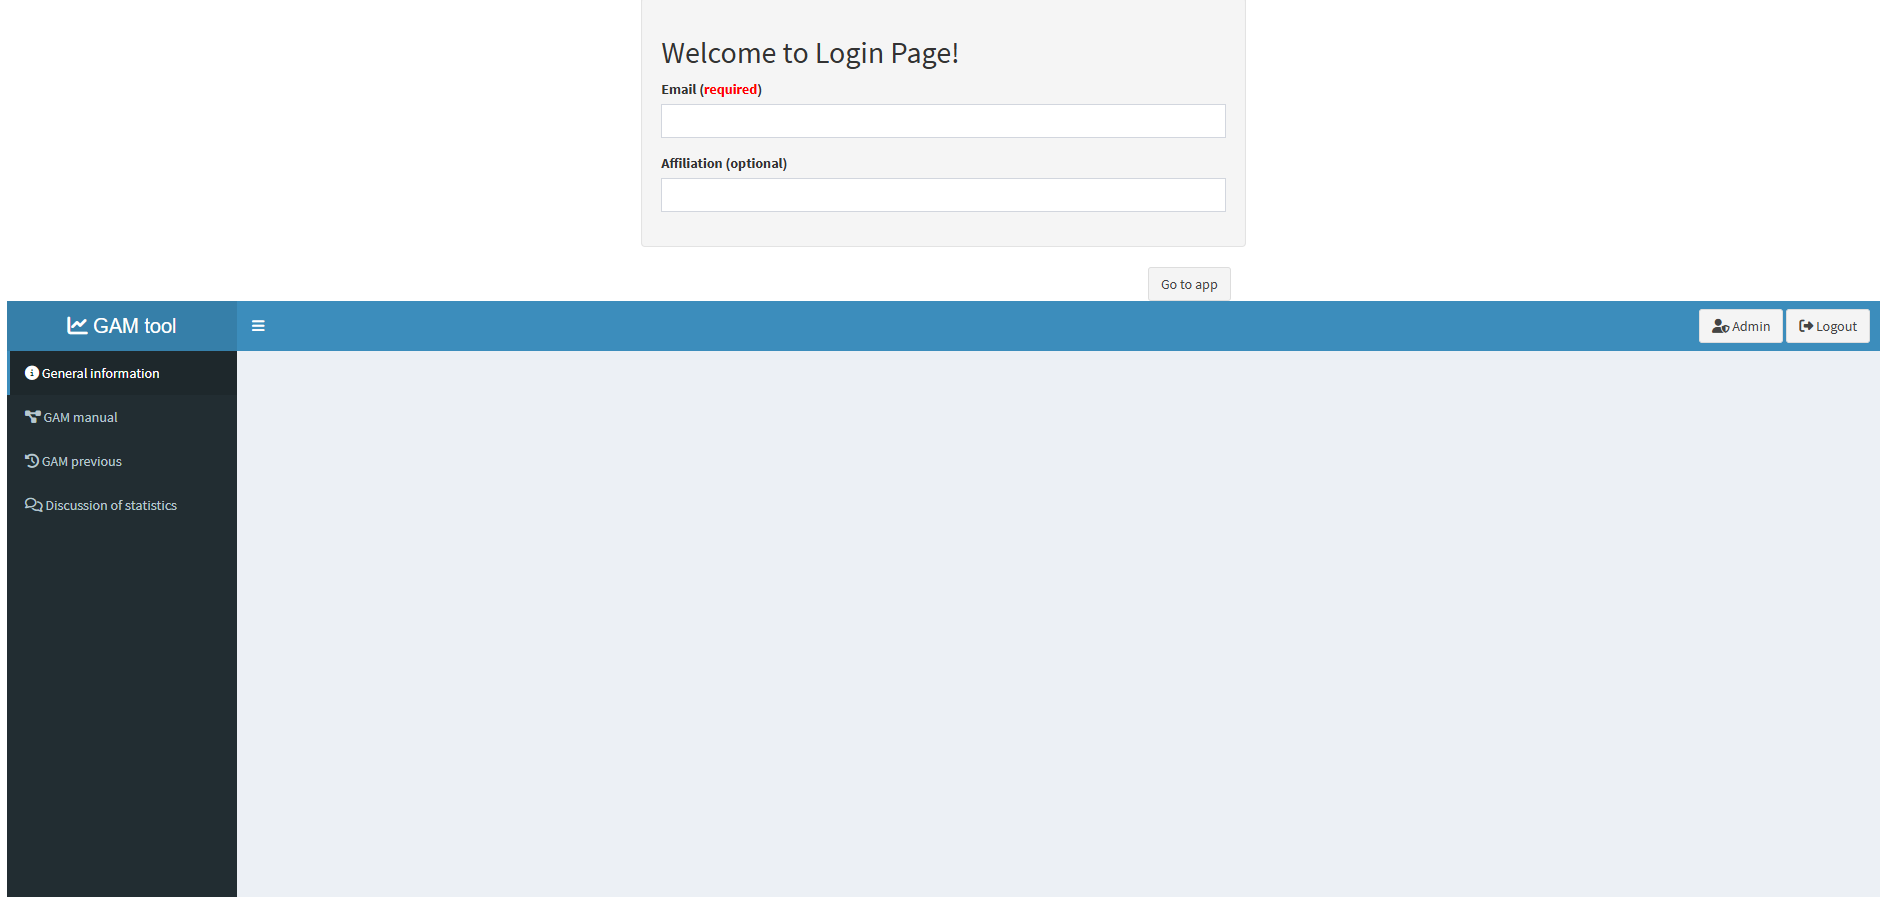 Welcome to Login Page!
Email (required)
Affiliation (optional)
Go to app
GAM tool
Admin
Logout
General information
GAM manual
GAM previous
Discussion of statistics